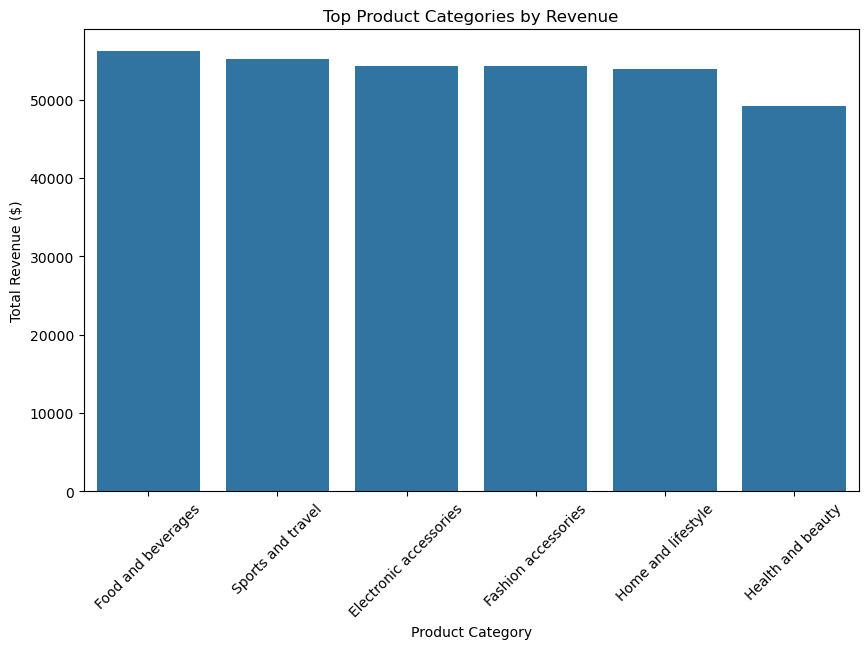 Top Product Categories by Revenue
Total Revenue ($)
50000
40000
30000
20000
10000
0
Food and beverages
Sports and travel
Electronic accessories
Fashion accessories
Home and lifestyle
Health and beauty
Product Category